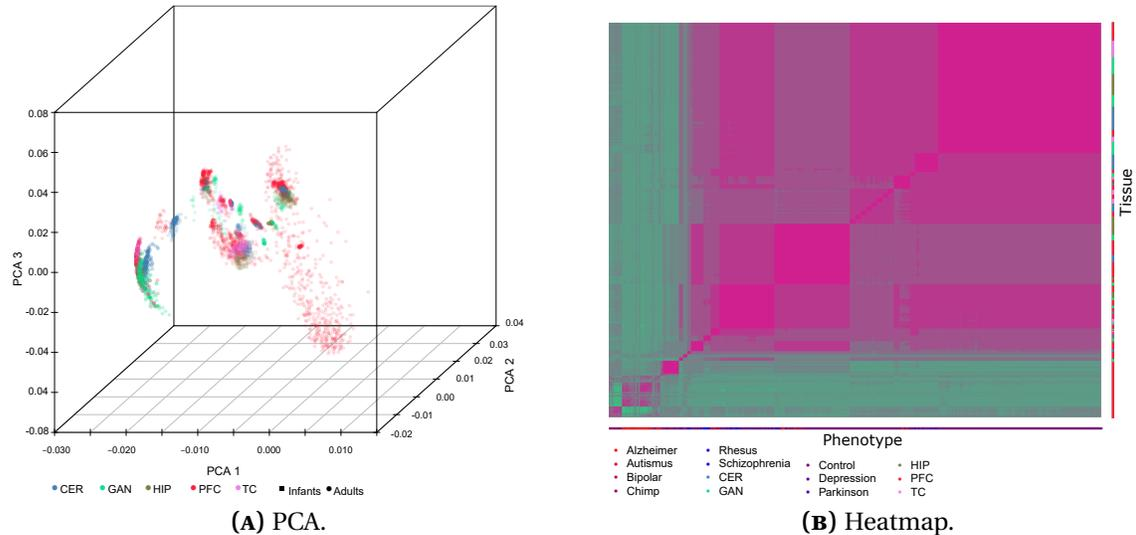 0.08
0.06
0.04
0.02
0.00
-0.02
-0.04
0.04
-0.08
PCA 3
-0.030
-0.020
-0.010
0.000
0.010
PCA 1
-0.02
-0.01
0.00
0.01
0.02
0.03
0.04
PCA 2
CER GAN HIP PFC TC Infants Adults
(A) PCA.
Tissue
Phenotype
Alzheimer
Autismus
Bipolar
Chimp
Rhesus
Schizophrenia
CER
GAN
Control
Depression
Parkinson
HIP
PFC
TC
(B) Heatmap.